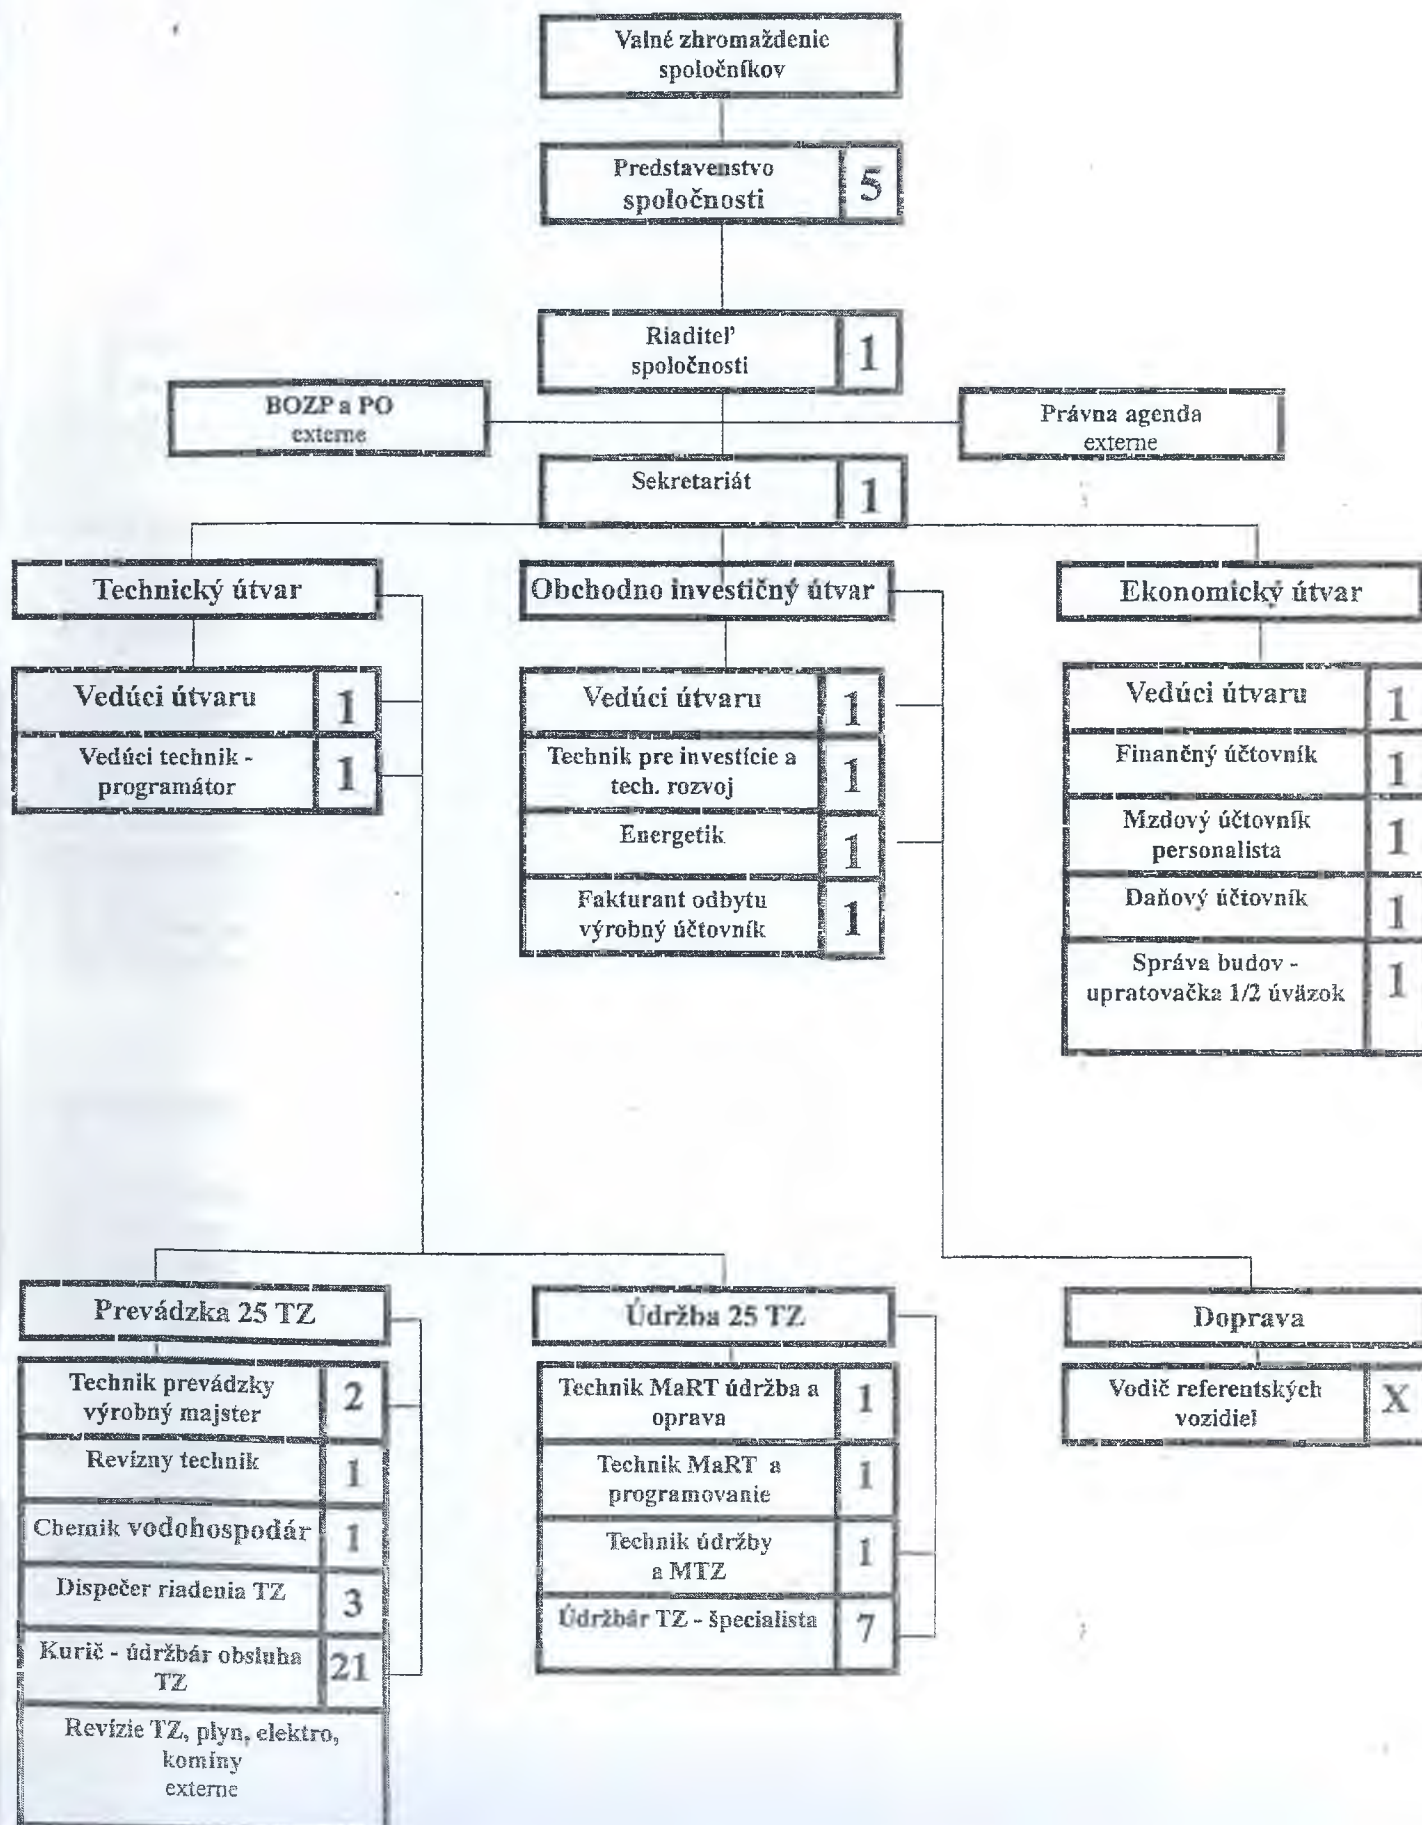 Valné zhromaždenie
spoločníkov
Predstavenstvo
spoločnosti
5
Riaditeľ
spoločnosti
1
BOZP a PO
externe
Právna agenda
externe
Sekretariát
1
Technický útvar
Vedúci útvaru
1
Vedúci technik -
programátor
1
Obchodno investičný útvar
Vedúci útvaru
1
Technik pre investície a
tech. rozvoj
1
Energetik
1
Fakturant odbytu
výrobný účtovník
1
Ekonomický útvar
Vedúci útvaru
1
Finančný účtovník
1
Mzdový účtovník
personalista
1
Daňový účtovník
1
Správa budov -
upratovačka 1/2 úväzok
1
Prevádzka 25 TZ
Technik prevádzky
výrobný majster
2
Revízny technik
1
Chemik vodohospodár
1
Dispečer riadenia TZ
3
Kurič - údržbár obsluha
TZ
21
Revízie TZ, plyn, elektro,
komíny
externe
Údržba 25 TZ
Technik MaRT údržba a
oprava
1
Technik MaRT a
programovanie
1
Technik údržby
a MTZ
1
Údržbár TZ - špecialista
7
Doprava
Vodič referentských
vozidiel
X